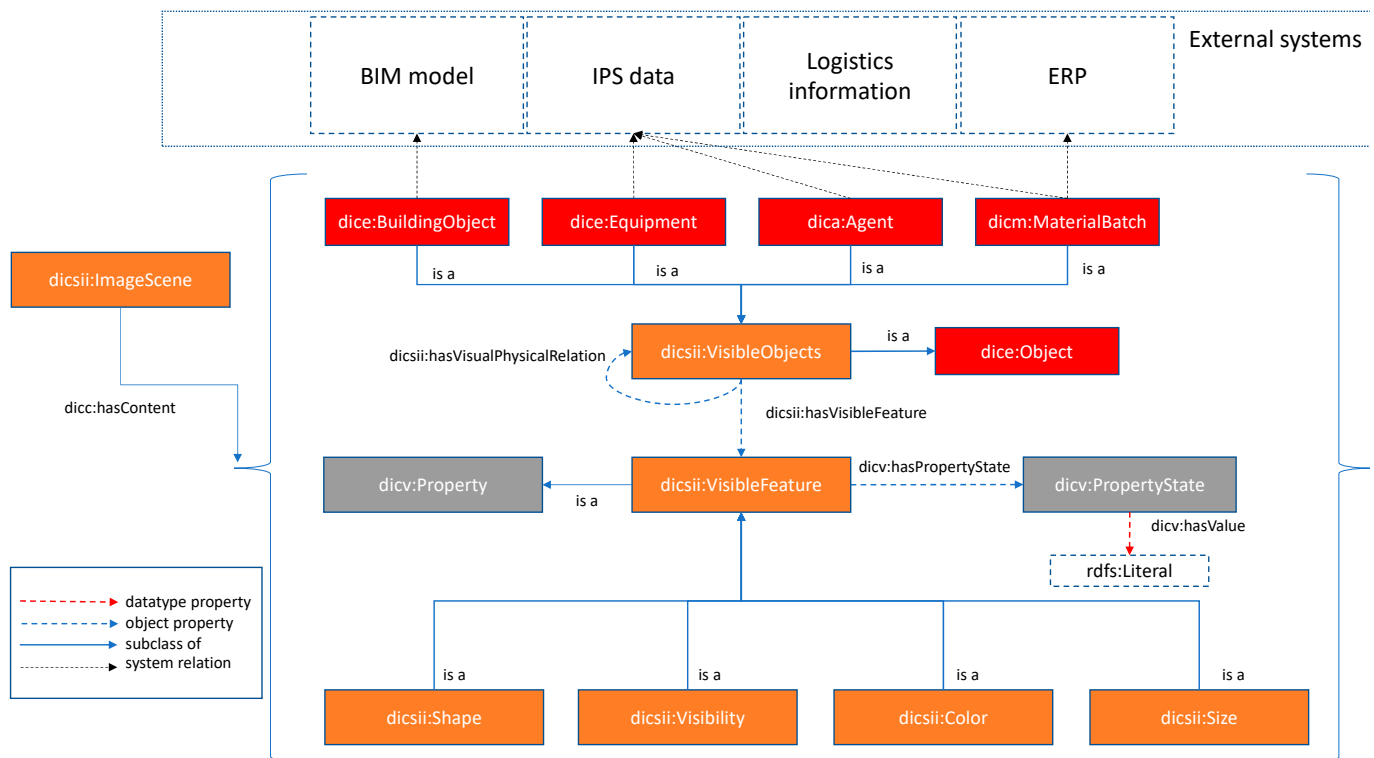 External systems
BIM model
IPS data
Logistics
information
ERP
dice:BuildingObject
dice:Equipment
dica:Agent
dicm:MaterialBatch
is a
is a
is a
is a
dicsii:ImageScene
dicc:hasContent
dicsii:hasVisualPhysicalRelation
dicsii:VisibleObjects
is a
dice:Object
dicsii:hasVisibleFeature
dicv:Property
is a
dicsii:VisibleFeature
dicv:hasPropertyState
dicv:PropertyState
dicv:hasValue
rdfs:Literal
datatype property
object property
subclass of
system relation
is a
is a
is a
is a
dicsii:Shape
dicsii:Visibility
dicsii:Color
dicsii:Size